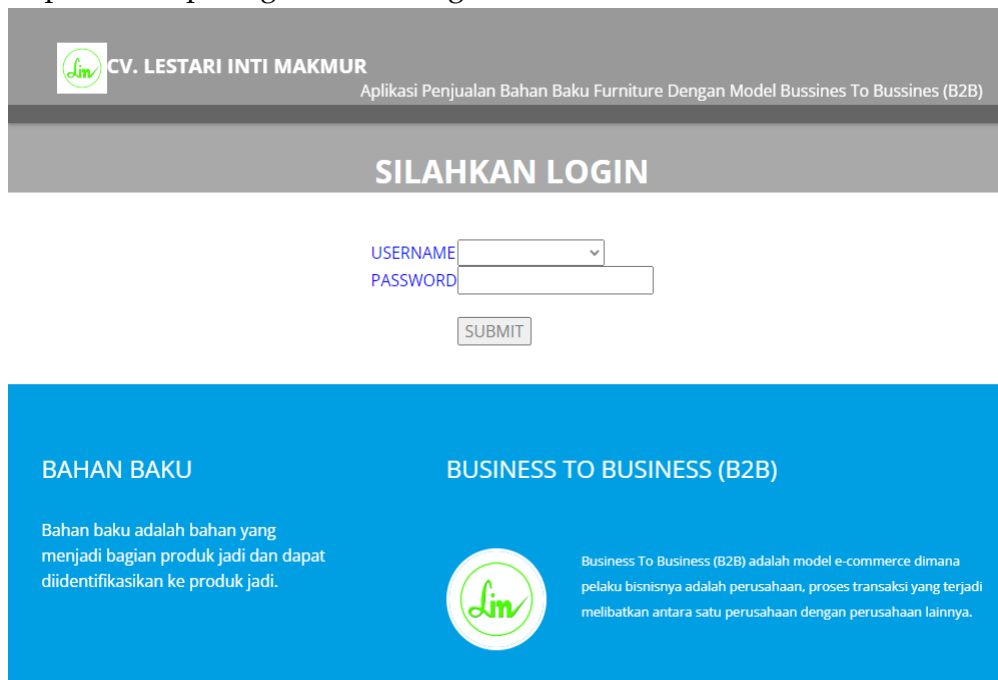 Lin CV. LESTARI INTI MAKMUR
Aplikasi Penjualan Bahan Baku Furniture Dengan Model Bussines To Bussines (B2B)
SILAHKAN LOGIN
USERNAME
PASSWORD
SUBMIT
BAHAN BAKU
Bahan baku adalah bahan yang
menjadi bagian produk jadi dan dapat
diidentifikasikan ke produk jadi.
BUSINESS TO BUSINESS (B2B)
Lin
Business To Business (B2B) adalah model e-commerce dimana
pelaku bisnisnya adalah perusahaan, proses transaksi yang terjadi
melibatkan antara satu perusahaan dengan perusahaan lainnya.